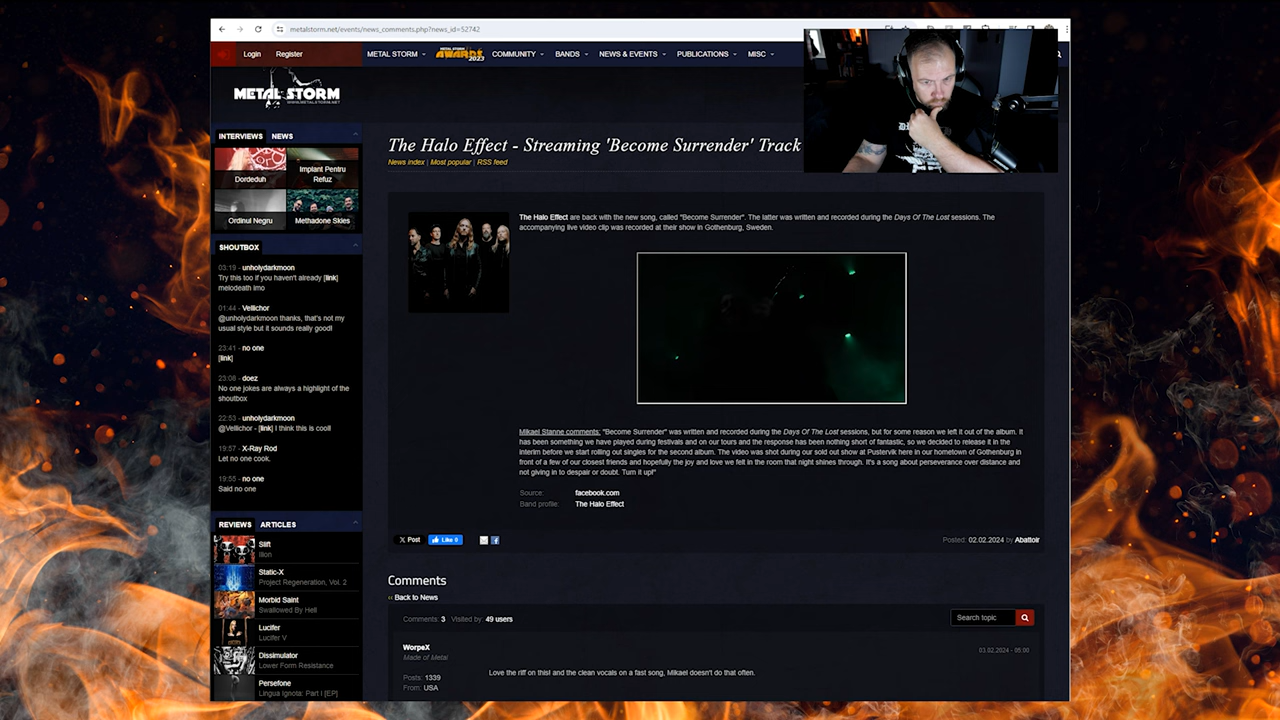 metalstorm.net/events/news_comments.php?news_id=52742
Login Register METAL STORM METAL STORM AWARDS 2023 COMMUNITY BANDS NEWS & EVENTS PUBLICATIONS MISC
METAL STORM
WWW.METALSTORM.NET
INTERVIEWS NEWS
Dordeduh
Implant Pentru
Refuz
Ordinul Negru
Methadone Skies
SHOUTBOX
03:19 - unholydarkmoon
Try this too if you haven't already [link]
melodeath imo
01:44 - Vellichor
@unholydarkmoon thanks, that's not my
usual style but it sounds really good!
23:41 - no one
[link]
23:08 - doez
No one jokes are always a highlight of the
shoutbox
22:53 - unholydarkmoon
@Vellichor - [link] I think this is cool!
19:57 - X-Ray Rod
Let no one cook.
19:55 - no one
Said no one
REVIEWS ARTICLES
Slift
Ilion
Static-X
Project Regeneration, Vol. 2
Morbid Saint
Swallowed By Hell
Lucifer
Lucifer V
Dissimulator
Lower Form Resistance
Persefone
Lingua Ignota: Part I [EP]
The Halo Effect - Streaming 'Become Surrender' Track
News index | Most popular | RSS feed
The Halo Effect are back with the new song, called "Become Surrender". The latter was written and recorded during the Days Of The Lost sessions. The
accompanying live video clip was recorded at their show in Gothenburg, Sweden.
Mikael Stanne comments: "Become Surrender" was written and recorded during the Days Of The Lost sessions, but for some reason we left it out of the album. It
has been something we have played during festivals and on our tours and the response has been nothing short of fantastic, so we decided to release it in the
interim before we start rolling out singles for the second album. The video was shot during our sold out show at Pustervik here in our hometown of Gothenburg in
front of a few of our closest friends and hopefully the joy and love we felt in the room that night shines through. It's a song about perseverance over distance and
not giving in to despair or doubt. Turn it up!"
Source: facebook.com
Band profile: The Halo Effect
X Post Like 0
Posted: 02.02.2024 by Abattoir
Comments
‹‹ Back to News
Comments: 3 Visited by: 49 users
Search topic
WorpeX
Made of Metal
03.02.2024 - 05:00
Posts: 1339
From: USA
Love the riff on this! and the clean vocals on a fast song, Mikael doesn't do that often.